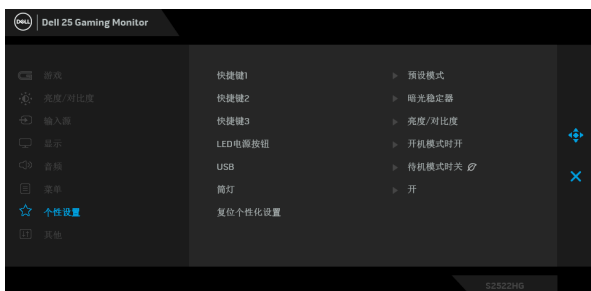 DELL Dell 25 Gaming Monitor
游戏
亮度/对比度
输入源
显示
音频
菜单
个性设置
其他
快捷键1 预设模式
快捷键2 暗光稳定器
快捷键3 亮度/对比度
LED电源按钮 开机模式时开
USB 待机模式时关
筒灯 开
复位个性化设置
S2522HG